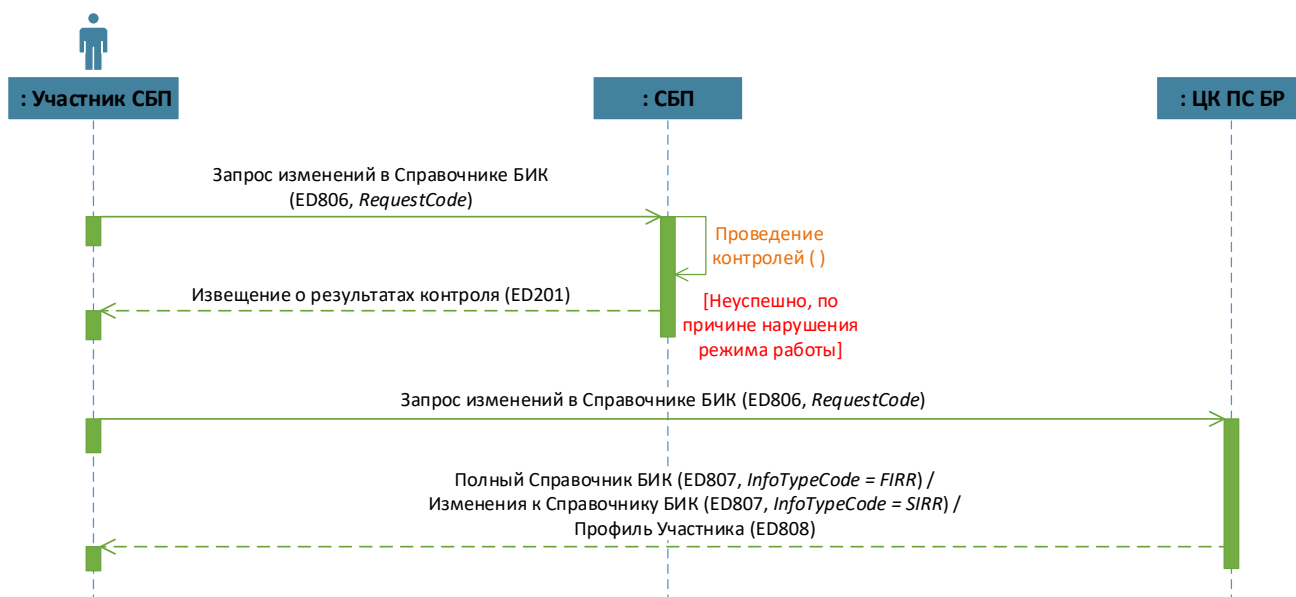 : Участник СБП
: СБП
: ЦК ПС БР
Запрос изменений в Справочнике БИК
(ED806, RequestCode)
Проведение
контролей ( )
Извещение о результатах контроля (ED201)
[Неуспешно, по
причине нарушения
режима работы]
Запрос изменений в Справочнике БИК (ED806, RequestCode)
Полный Справочник БИК (ED807, InfoTypeCode = FIRR) /
Изменения к Справочнику БИК (ED807, InfoTypeCode = SIRR) /
Профиль Участника (ED808)